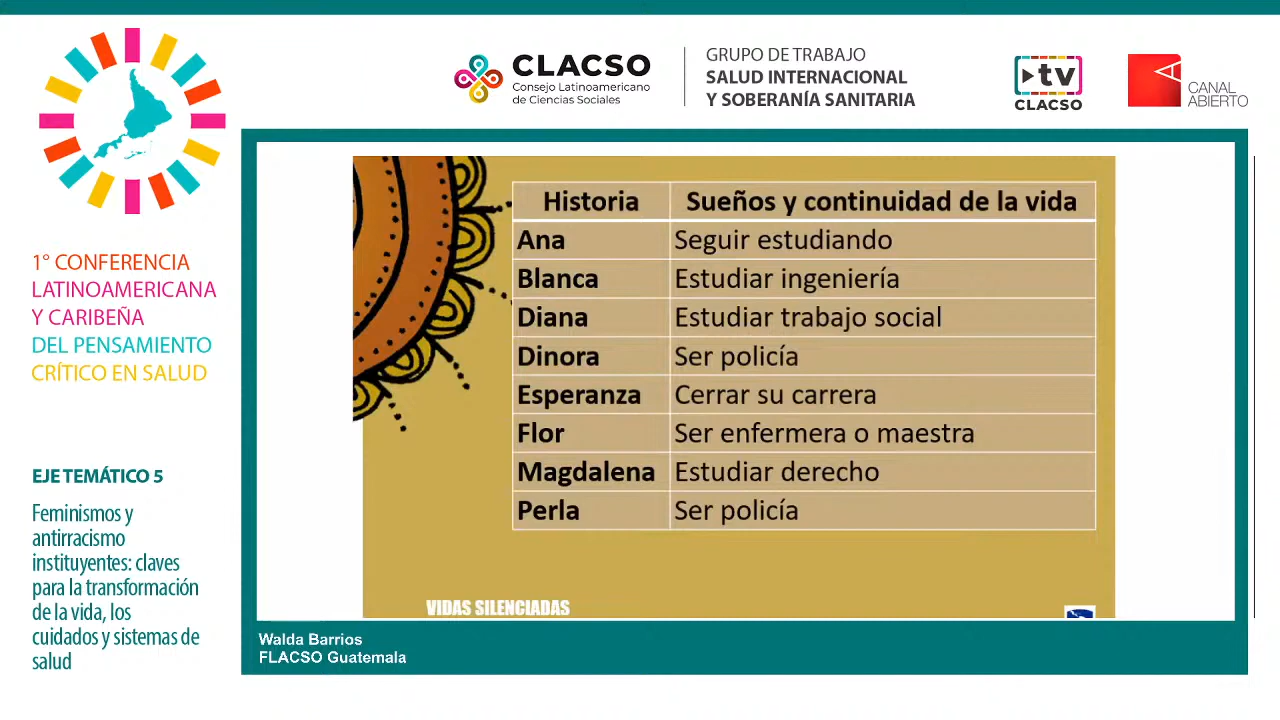 CLACSO
Consejo Latinoamericano
de Ciencias Sociales
GRUPO DE TRABAJO
SALUD INTERNACIONAL
Y SOBERANÍA SANITARIA
tv
CLACSO
CANAL
ABIERTO
1° CONFERENCIA
LATINOAMERICANA
Y CARIBEÑA
DEL PENSAMIENTO
CRÍTICO EN SALUD
EJE TEMÁTICO 5
Feminismos y
antirracismo
instituyentes: claves
para la transformación
de la vida, los
cuidados y sistemas de
salud
Historia Sueños y continuidad de la vida
Ana Seguir estudiando
Blanca Estudiar ingeniería
Diana Estudiar trabajo social
Dinora Ser policía
Esperanza Cerrar su carrera
Flor Ser enfermera o maestra
Magdalena Estudiar derecho
Perla Ser policía
VIDAS SILENCIADAS
Walda Barrios
FLACSO Guatemala